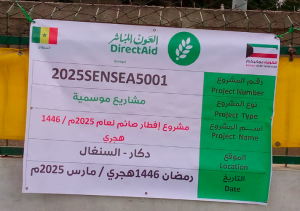 العون المباشر
DirectAid
2025SENSEA5001
رقم المشروع
Project Number
مشاريع موسمية
نوع المشروع
Project Type
مشروع إفطار صائم لعام 2025م / 1446 هجري
اسم المشروع
Project Name
دكار - السنغال
الموقع
Location
رمضان 1446هجري / مارس 2025م
التاريخ
Date